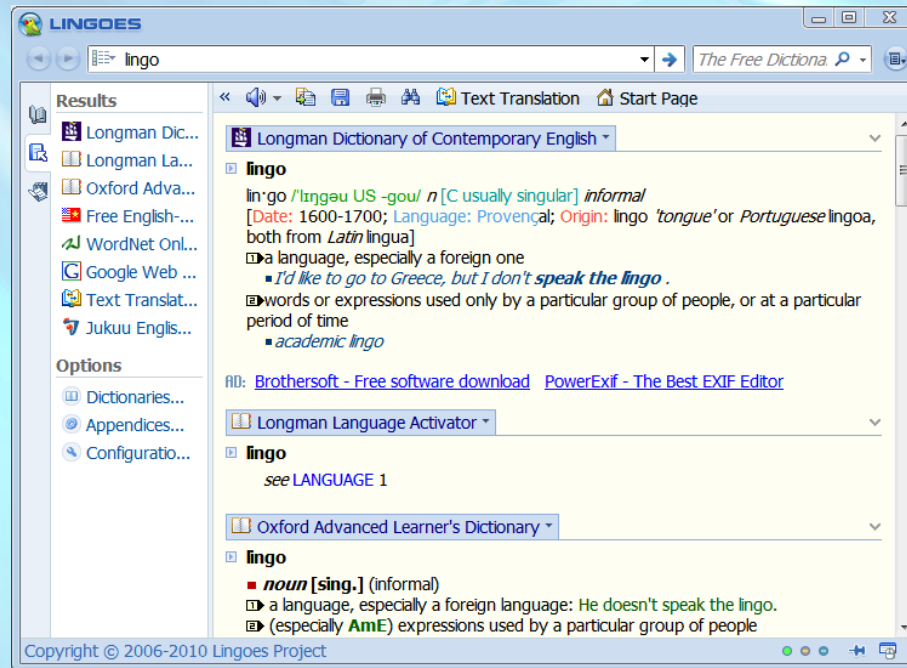 LINGOES
lingo
The Free Dictiona
Results
Longman Dic...
Longman La...
Oxford Adva...
Free English-...
WordNet Onl...
Google Web ...
Text Translat...
Jukuu Englis...
Options
Dictionaries...
Appendices...
Configuratio...
« Text Translation Start Page
Longman Dictionary of Contemporary English
lingo
lin·go /ˈlɪŋgəu US -gou/ n [C usually singular] informal
[Date: 1600-1700; Language: Provençal; Origin: lingo 'tongue' or Portuguese lingoa,
both from Latin lingua]
1 a language, especially a foreign one
I'd like to go to Greece, but I don't speak the lingo .
2 words or expressions used only by a particular group of people, or at a particular
period of time
academic lingo
AD: Brothersoft - Free software download PowerExif - The Best EXIF Editor
Longman Language Activator
lingo
see LANGUAGE 1
Oxford Advanced Learner's Dictionary
lingo
noun [sing.] (informal)
1 a language, especially a foreign language: He doesn't speak the lingo.
2 (especially AmE) expressions used by a particular group of people
Copyright © 2006-2010 Lingoes Project